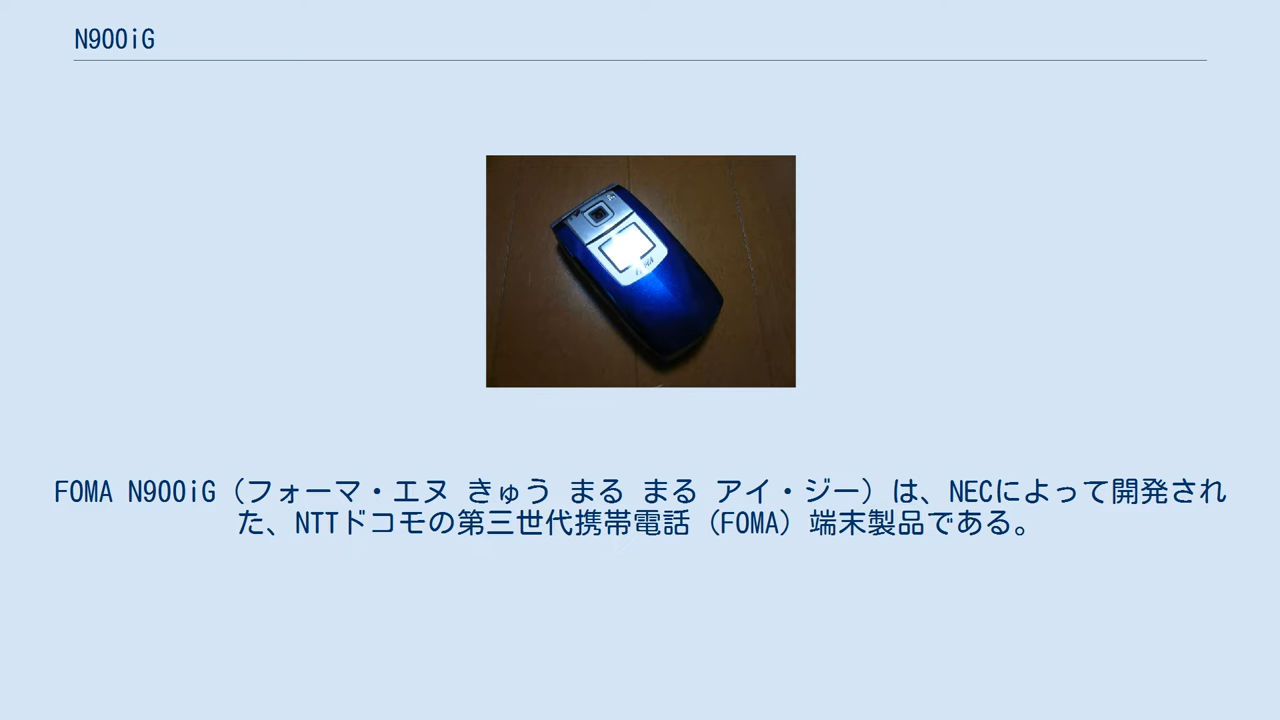 N900iG
FOMA N900iG（フォーマ・エヌ きゅう まる まる アイ・ジー）は、NECによって開発され
た、NTTドコモの第三世代携帯電話（FOMA）端末製品である。